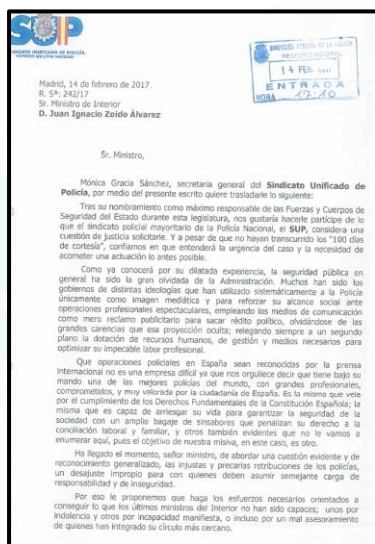 SUP
SINDICATO UNIFICADO DE POLICÍA
COMISIÓN EJECUTIVA NACIONAL
DIRECCIÓN GENERAL DE LA POLICÍA
14 FEB.
ENTRADA
HORA 17:10
Madrid, 14 de febrero de 2017.
R. Sª: 242/17
Sr. Ministro de Interior
D. Juan Ignacio Zoido Álvarez
Sr. Ministro,
Mónica Gracia Sánchez, secretaria general del Sindicato Unificado de
Policía, por medio del presente escrito quiere trasladarle lo siguiente:
Tras su nombramiento como máximo responsable de las Fuerzas y Cuerpos de
Seguridad del Estado durante esta legislatura, nos gustaría hacerle partícipe de lo
que el sindicato policial mayoritario de la Policía Nacional, el SUP, considera una
cuestión de justicia solicitarle. Y a pesar de que no hayan transcurrido los "100 días
de cortesía", confiamos en que entenderá la urgencia del caso y la necesidad de
acometer una actuación lo antes posible.
Como ya conocerá por su dilatada experiencia, la seguridad pública en
general ha sido la gran olvidada de la Administración. Muchos han sido los
gobiernos de distintas ideologías que han utilizado sistemáticamente a la Policía
únicamente como imagen mediática y para reforzar su alcance social ante
operaciones profesionales espectaculares, empleando los medios de comunicación
como mero reclamo publicitario para sacar rédito político, olvidándose de las
grandes carencias que esa proyección oculta; relegando siempre a un segundo
plano la dotación de recursos humanos, de gestión y medios necesarios para
optimizar su impecable labor profesional.
Que operaciones policiales en España sean reconocidas por la prensa
internacional no es una empresa difícil ya que nos orgullece decir que tiene bajo su
mando una de las mejores policías del mundo, con grandes profesionales,
comprometidos, y muy valorada por la ciudadanía de España. Es la misma que vela
por el cumplimiento de los Derechos Fundamentales de la Constitución Española; la
misma que es capaz de arriesgar su vida para garantizar la seguridad de la
sociedad con un amplio bagaje de sinsabores que penalizan su derecho a la
conciliación laboral y familiar, y otros también evidentes que no le vamos a
enumerar aquí, pues el objetivo de nuestra misiva, en este caso, es otro.
Ha llegado el momento, señor ministro, de abordar una cuestión evidente y de
reconocimiento generalizado, las injustas y precarias retribuciones de los policías,
un desajuste impropio para con quienes deben asumir semejante carga de
responsabilidad y de inseguridad.
Por eso le proponemos que haga los esfuerzos necesarios orientados a
conseguir lo que los últimos ministros del Interior no han sido capaces; unos por
indolencia y otros por incapacidad manifiesta, o incluso por un mal asesoramiento
de quienes han integrado su círculo más cercano.